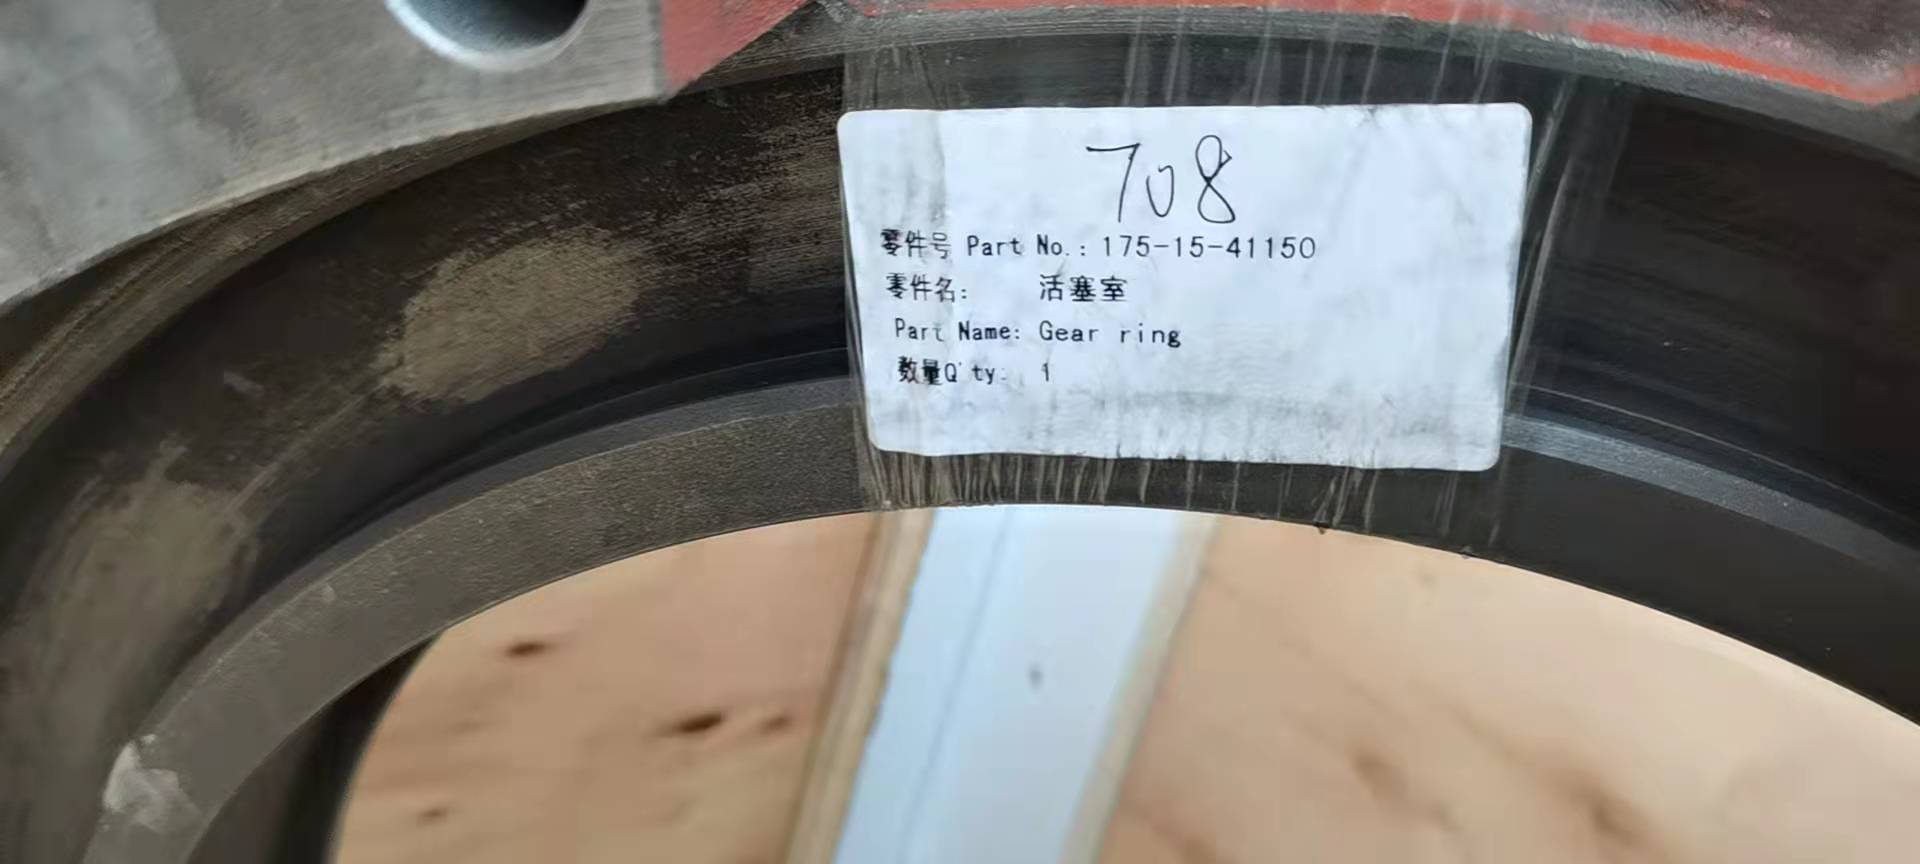 708
零件号 Part No.: 175-15-41150
零件名: 活塞室
Part Name: Gear ring
数量Q'ty: 1